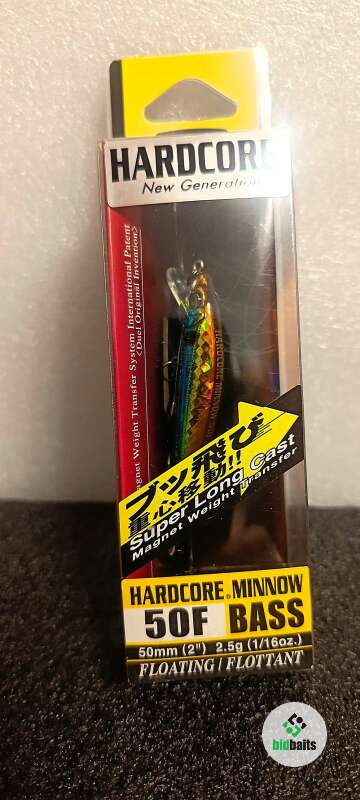 HARDCORE
New Generation
Magnet Weight Transfer System International Patent
<Duel Original Invention>
HARDCORE MINNOW
ブッ飛び
重心移動!!
Super Long Cast
Magnet Weight Transfer
HARDCORE® MINNOW
50F BASS
50mm (2") 2.5g (1/16oz.)
FLOATING / FLOTTANT
bidbaits